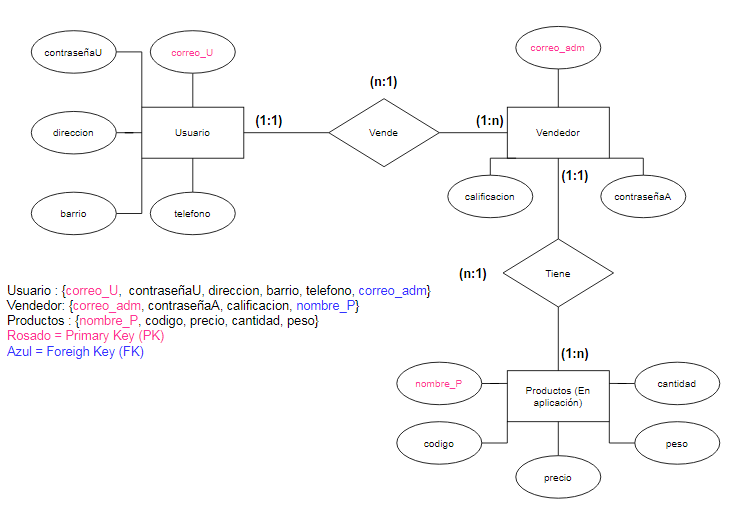 correo_adm
contraseñaU
correo_U
(n:1)
(1:1)
(1:n)
direccion
Usuario
Vende
Vendedor
(1:1)
calificacion
contraseñaA
barrio
telefono
(n:1)
Tiene
Usuario : {correo_U, contraseñaU, direccion, barrio, telefono, correo_adm}
Vendedor: {correo_adm, contraseñaA, calificacion, nombre_P}
Productos : {nombre_P, codigo, precio, cantidad, peso}
Rosado = Primary Key (PK)
Azul = Foreigh Key (FK)
(1:n)
nombre_P
Productos (En
aplicación)
cantidad
codigo
peso
precio